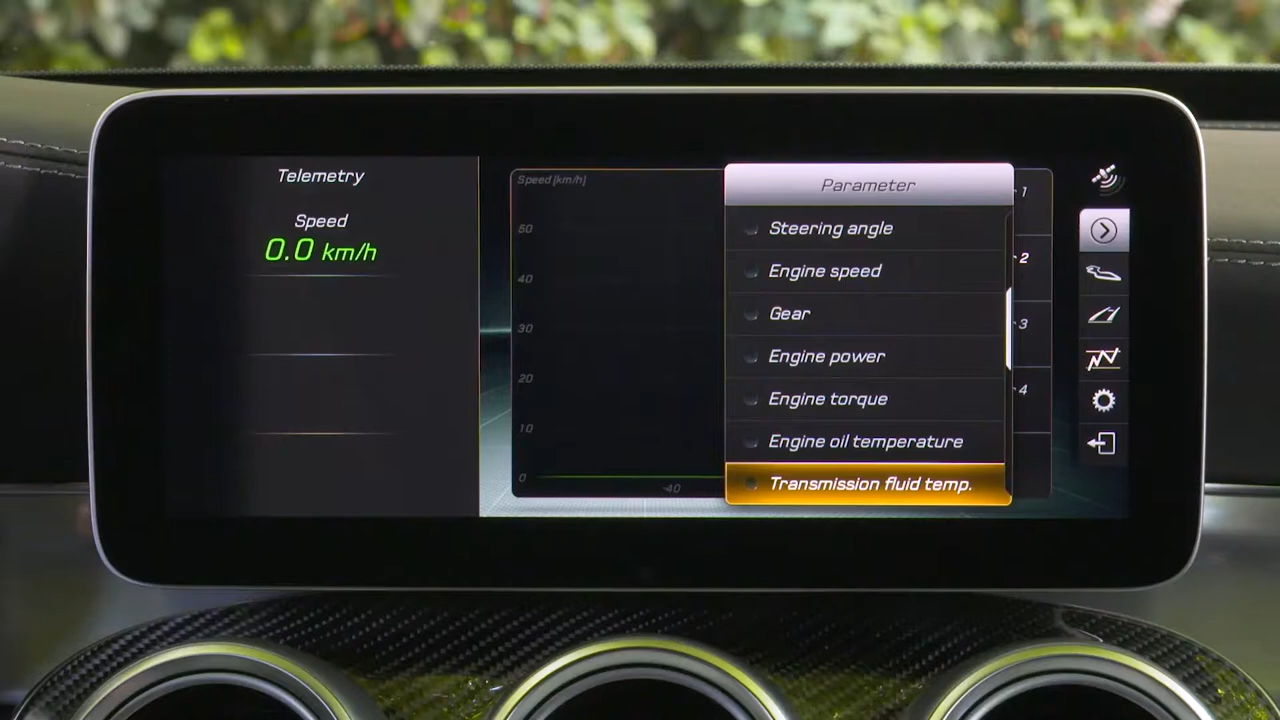 Telemetry
Speed
0.0 km/h
Speed [km/h]
50
40
30
20
10
0
-40
Parameter
Steering angle
Engine speed
Gear
Engine power
Engine torque
Engine oil temperature
Transmission fluid temp.
1
2
3
4